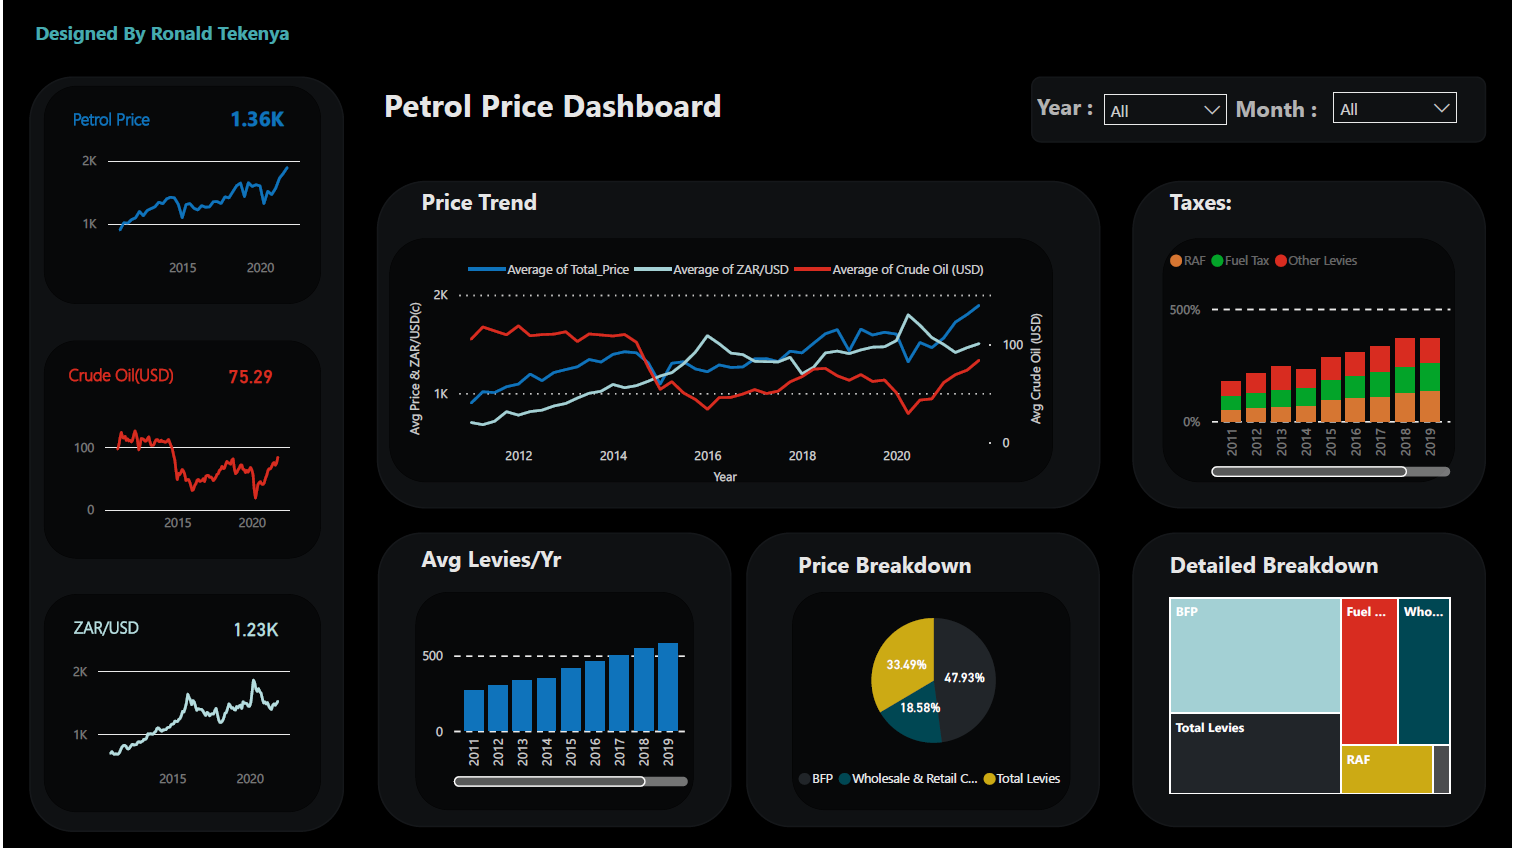 Designed By Ronald Tekenya
Petrol Price Dashboard
Year :
All
Month :
All
Petrol Price
1.36K
2K
1K
2015
2020
Crude Oil(USD)
75.29
100
0
2015
2020
ZAR/USD
1.23K
2K
1K
2015
2020
Price Trend
Average of Total_Price
Average of ZAR/USD
Average of Crude Oil (USD)
Avg Price & ZAR/USD(c)
2K
1K
100
0
Avg Crude Oil (USD)
2012
2014
2016
2018
2020
Year
Taxes:
RAF
Fuel Tax
Other Levies
500%
0%
2011
2012
2013
2014
2015
2016
2017
2018
2019
Avg Levies/Yr
500
0
2011
2012
2013
2014
2015
2016
2017
2018
2019
Price Breakdown
33.49%
47.93%
18.58%
BFP
Wholesale & Retail C...
Total Levies
Detailed Breakdown
BFP
Fuel ...
Who...
Total Levies
RAF